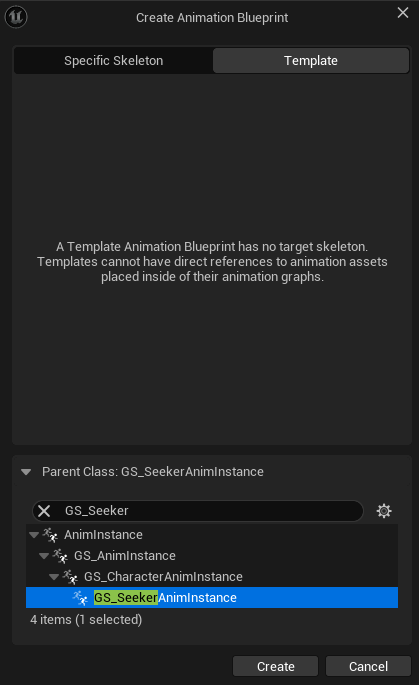 Create Animation Blueprint
Specific Skeleton
Template
A Template Animation Blueprint has no target skeleton.
Templates cannot have direct references to animation assets
placed inside of their animation graphs.
Parent Class: GS_SeekerAnimInstance
GS_Seeker
AnimInstance
GS_AnimInstance
GS_CharacterAnimInstance
GS_SeekerAnimInstance
4 items (1 selected)
Create
Cancel